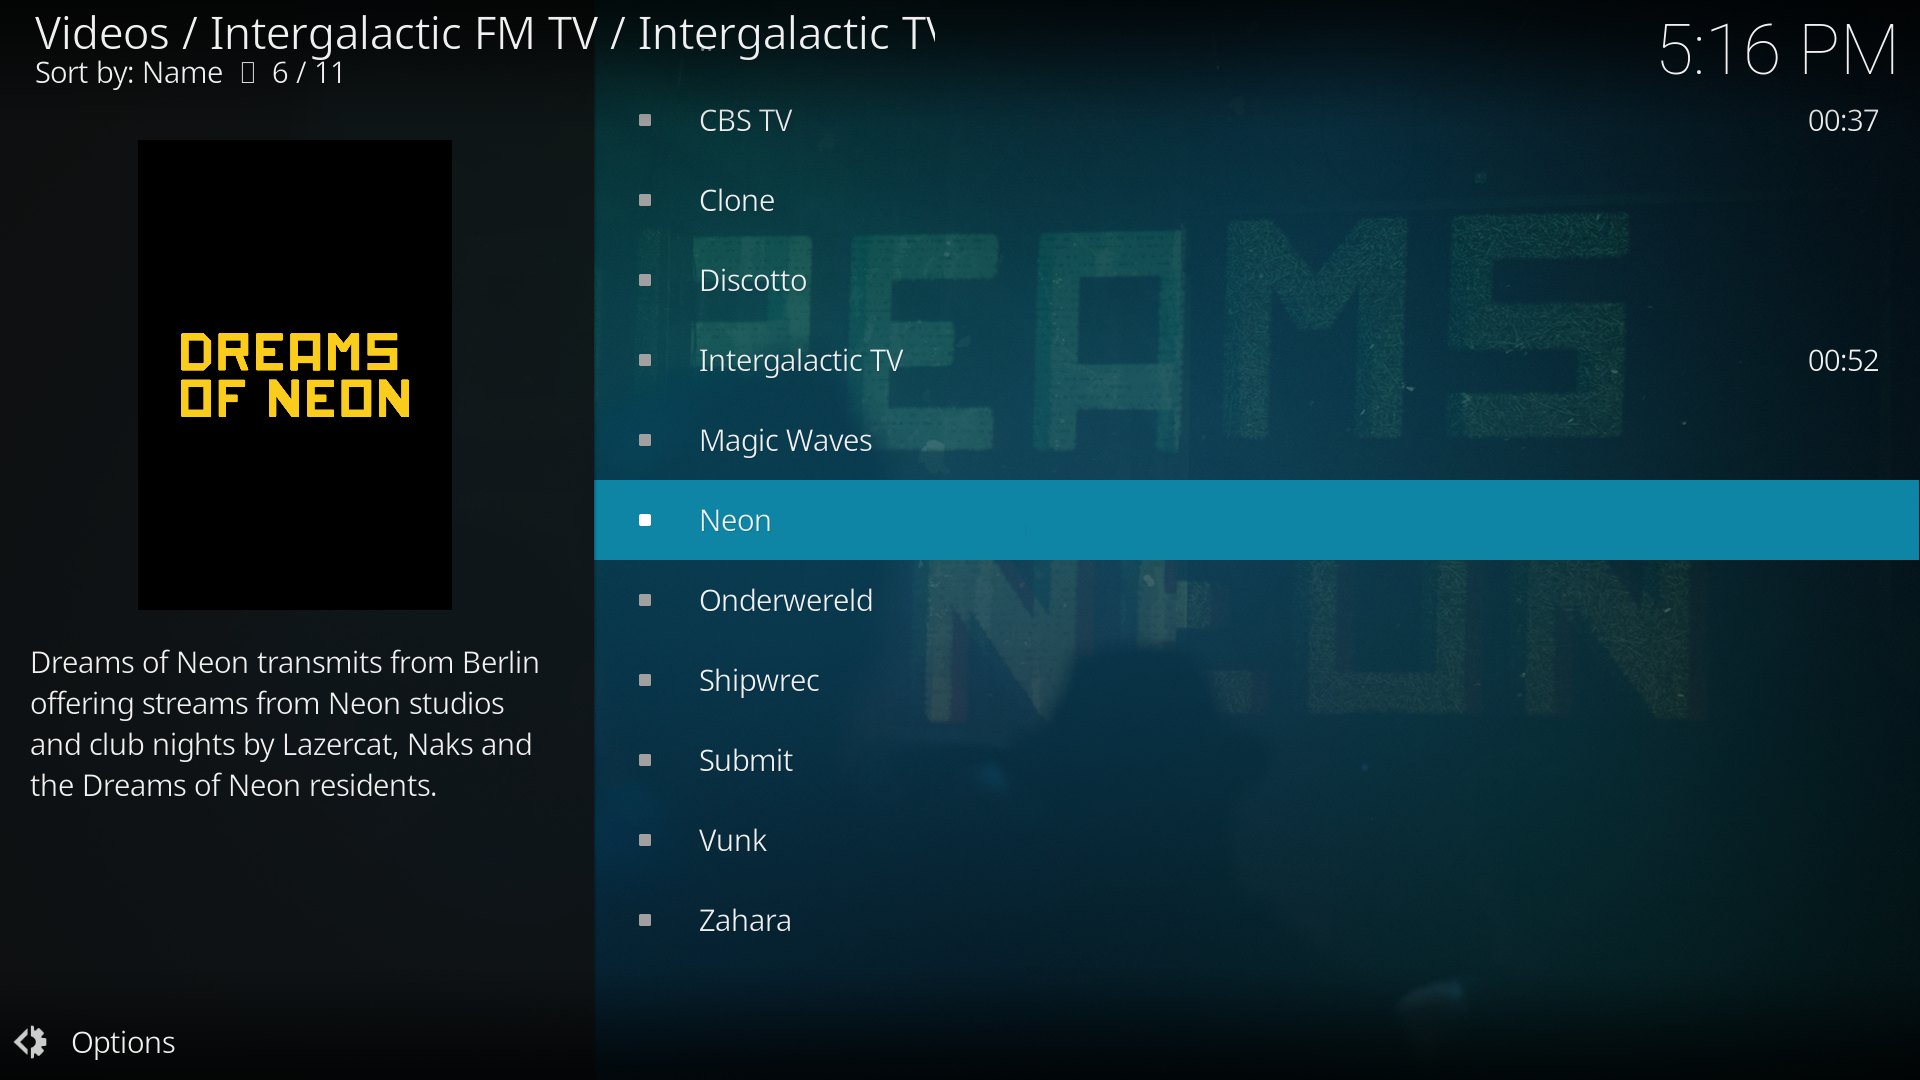 Videos / Intergalactic FM TV / Intergalactic TV
Sort by: Name 6 / 11
5:16 PM
DREAMS
OF NEON
Dreams of Neon transmits from Berlin
offering streams from Neon studios
and club nights by Lazercat, Naks and
the Dreams of Neon residents.
CBS TV 00:37
Clone
Discotto
Intergalactic TV 00:52
Magic Waves
Neon
Onderwereld
Shipwrec
Submit
Vunk
Zahara
Options